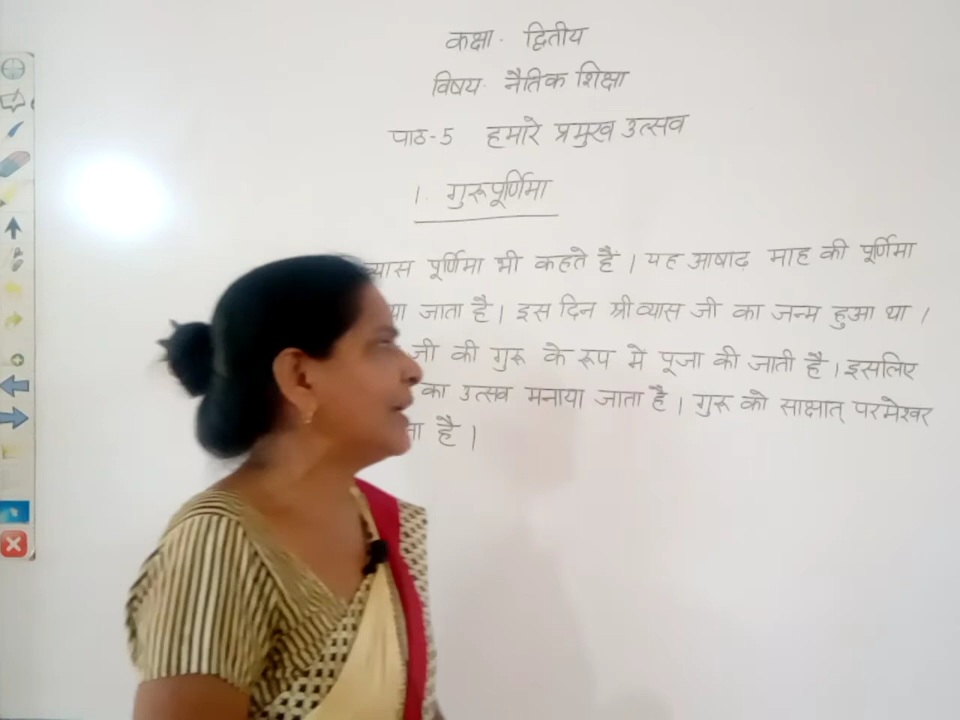 कक्षा- द्वितीय
विषय- नैतिक शिक्षा
पाठ-5 हमारे प्रमुख उत्सव
1. गुरूपूर्णिमा
व्यास पूर्णिमा भी कहते हैं । यह आषाढ़ माह की पूर्णिमा
जाता है । इस दिन श्री व्यास जी का जन्म हुआ था ।
जी की गुरू के रूप मे पूजा की जाती है । इसलिए
का उत्सव मनाया जाता है । गुरू को साक्षात् परमेश्वर
है ।